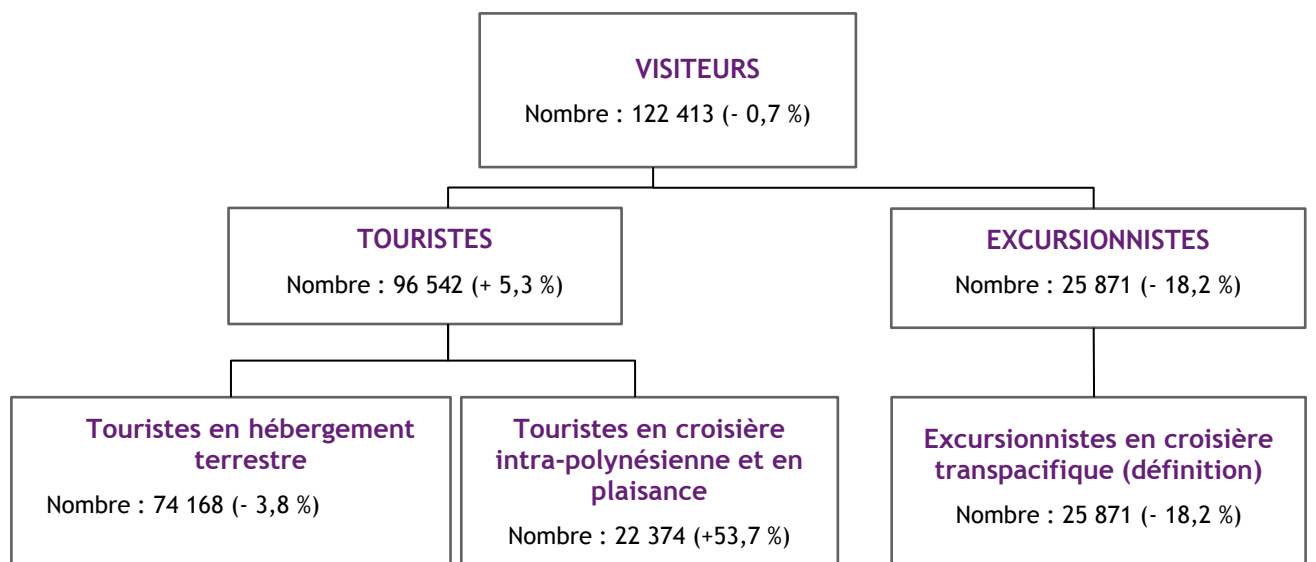 VISITEURS
Nombre : 122 413 (- 0,7 %)
TOURISTES
Nombre : 96 542 (+ 5,3 %)
EXCURSIONNISTES
Nombre : 25 871 (- 18,2 %)
Touristes en hébergement
terrestre
Nombre : 74 168 (- 3,8 %)
Touristes en croisière
intra-polynésienne et en
plaisance
Nombre : 22 374 (+53,7 %)
Excursionnistes en croisière
transpacifique (définition)
Nombre : 25 871 (- 18,2 %)